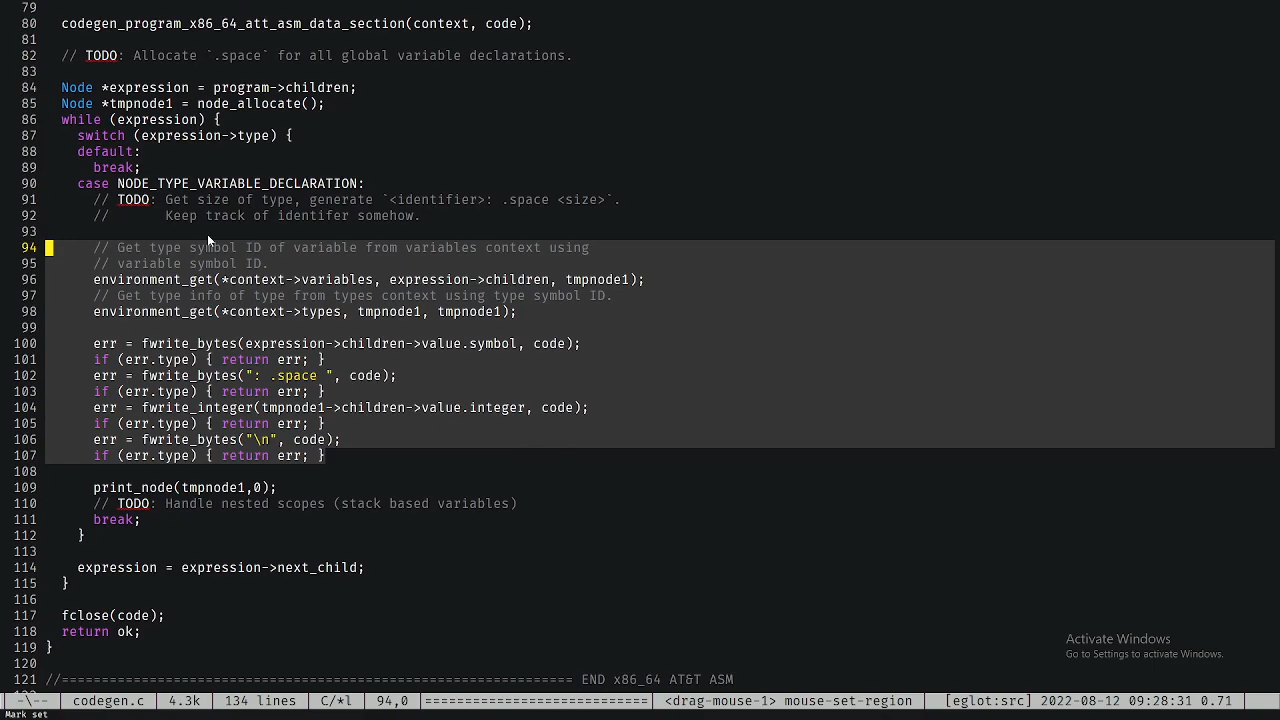 79
80 codegen_program_x86_64_att_asm_data_section(context, code);
81
82 // TODO: Allocate `.space` for all global variable declarations.
83
84 Node *expression = program->children;
85 Node *tmpnode1 = node_allocate();
86 while (expression) {
87 switch (expression->type) {
88 default:
89 break;
90 case NODE_TYPE_VARIABLE_DECLARATION:
91 // TODO: Get size of type, generate `<identifier>: .space <size>`.
92 // Keep track of identifer somehow.
93
94 // Get type symbol ID of variable from variables context using
95 // variable symbol ID.
96 environment_get(*context->variables, expression->children, tmpnode1);
97 // Get type info of type from types context using type symbol ID.
98 environment_get(*context->types, tmpnode1, tmpnode1);
99
100 err = fwrite_bytes(expression->children->value.symbol, code);
101 if (err.type) { return err; }
102 err = fwrite_bytes(": .space ", code);
103 if (err.type) { return err; }
104 err = fwrite_integer(tmpnode1->children->value.integer, code);
105 if (err.type) { return err; }
106 err = fwrite_bytes("\n", code);
107 if (err.type) { return err; }
108
109 print_node(tmpnode1,0);
110 // TODO: Handle nested scopes (stack based variables)
111 break;
112 }
113
114 expression = expression->next_child;
115 }
116
117 fclose(code);
118 return ok;
119 }
120
121 //================================================================ END x86_64 AT&T ASM
Activate Windows
Go to Settings to activate Windows.
-\-- codegen.c 4.3k 134 lines C/*l 94,0 ============================ <drag-mouse-1> mouse-set-region [eglot:src] 2022-08-12 09:28:31 0.71
Mark set